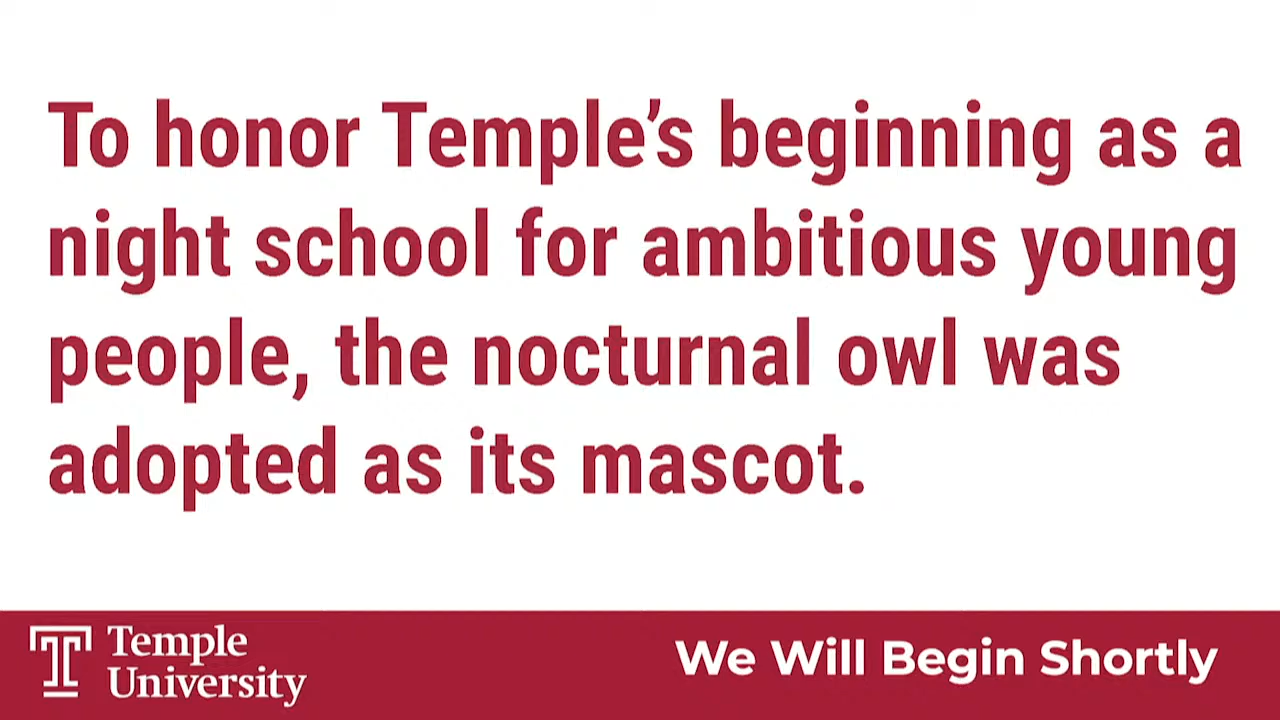 To honor Temple’s beginning as a
night school for ambitious young
people, the nocturnal owl was
adopted as its mascot.
Temple
University
We Will Begin Shortly